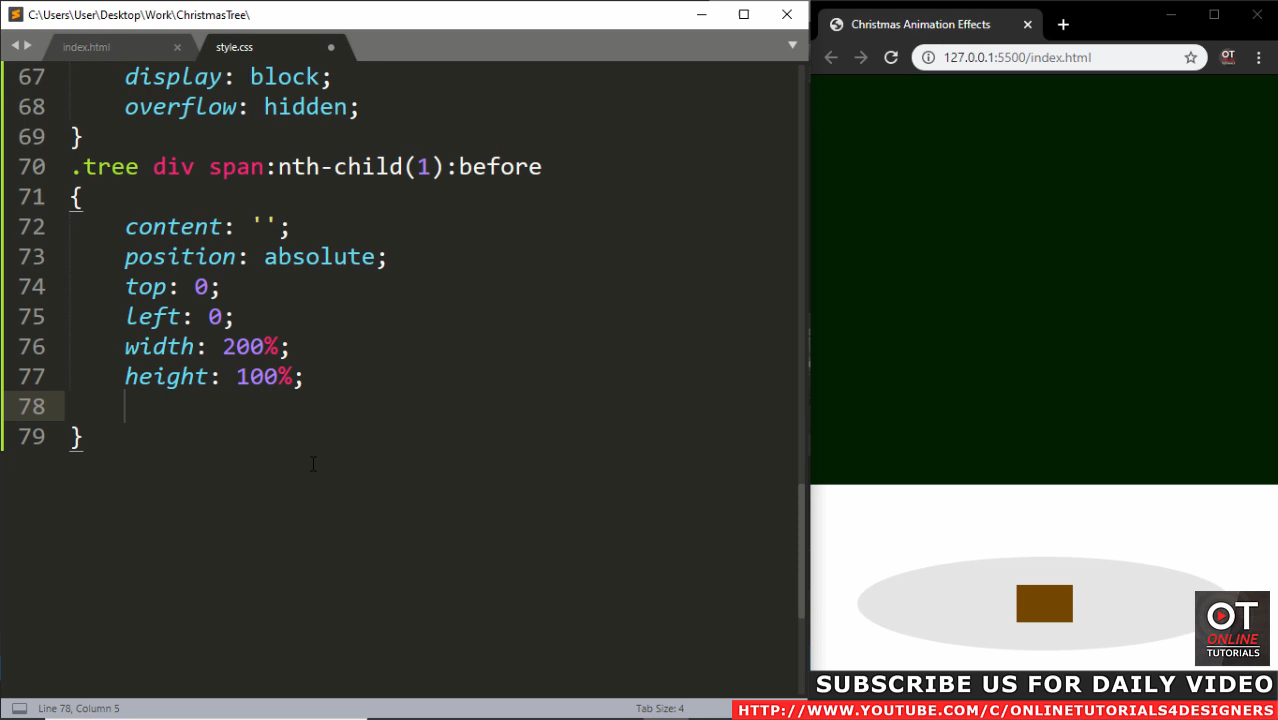 C:\Users\User\Desktop\Work\ChristmasTree\
index.html
style.css
67 display: block;
68 overflow: hidden;
69 }
70 .tree div span:nth-child(1):before
71 {
72 content: '';
73 position: absolute;
74 top: 0;
75 left: 0;
76 width: 200%;
77 height: 100%;
78
79 }
Line 78, Column 5
Tab Size: 4
Christmas Animation Effects
127.0.0.1:5500/index.html
OT
ONLINE
TUTORIALS
SUBSCRIBE US FOR DAILY VIDEO
HTTP://WWW.YOUTUBE.COM/C/ONLINETUTORIALS4DESIGNERS